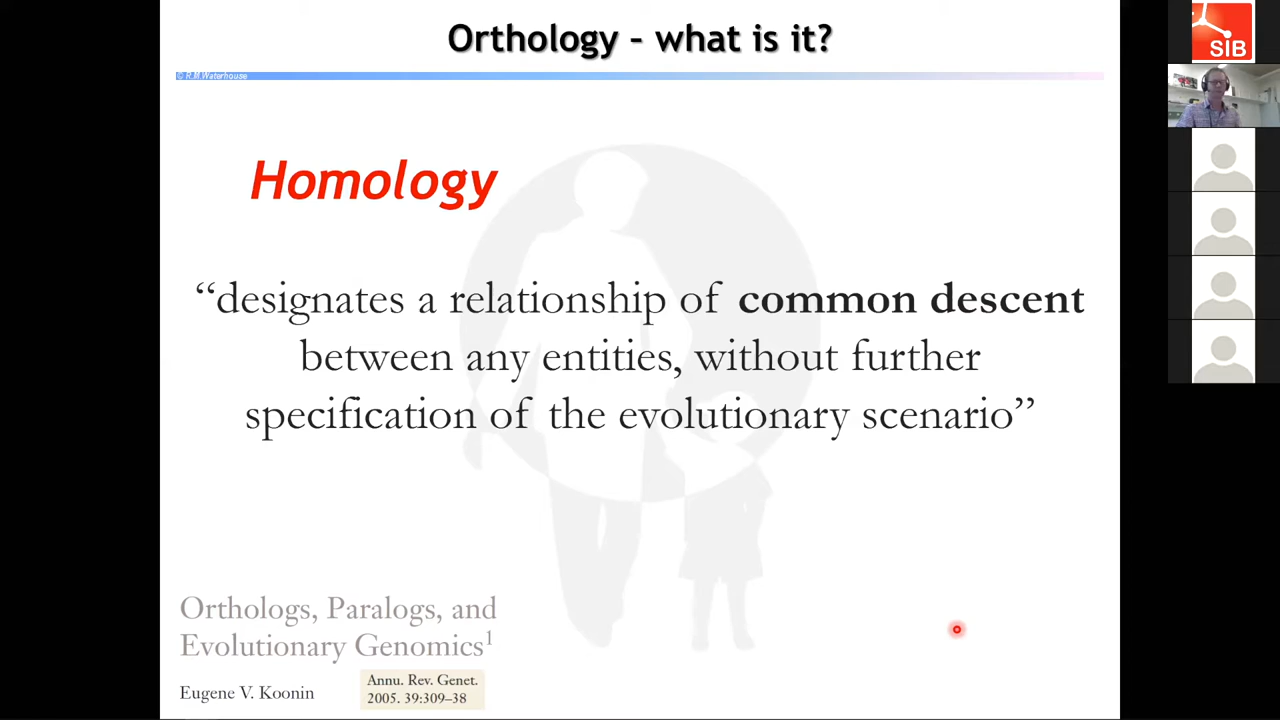 Orthology – what is it?
© R.M.Waterhouse
SIB
Homology
“designates a relationship of common descent
between any entities, without further
specification of the evolutionary scenario”
Orthologs, Paralogs, and
Evolutionary Genomics1
Eugene V. Koonin
Annu. Rev. Genet.
2005. 39:309–38